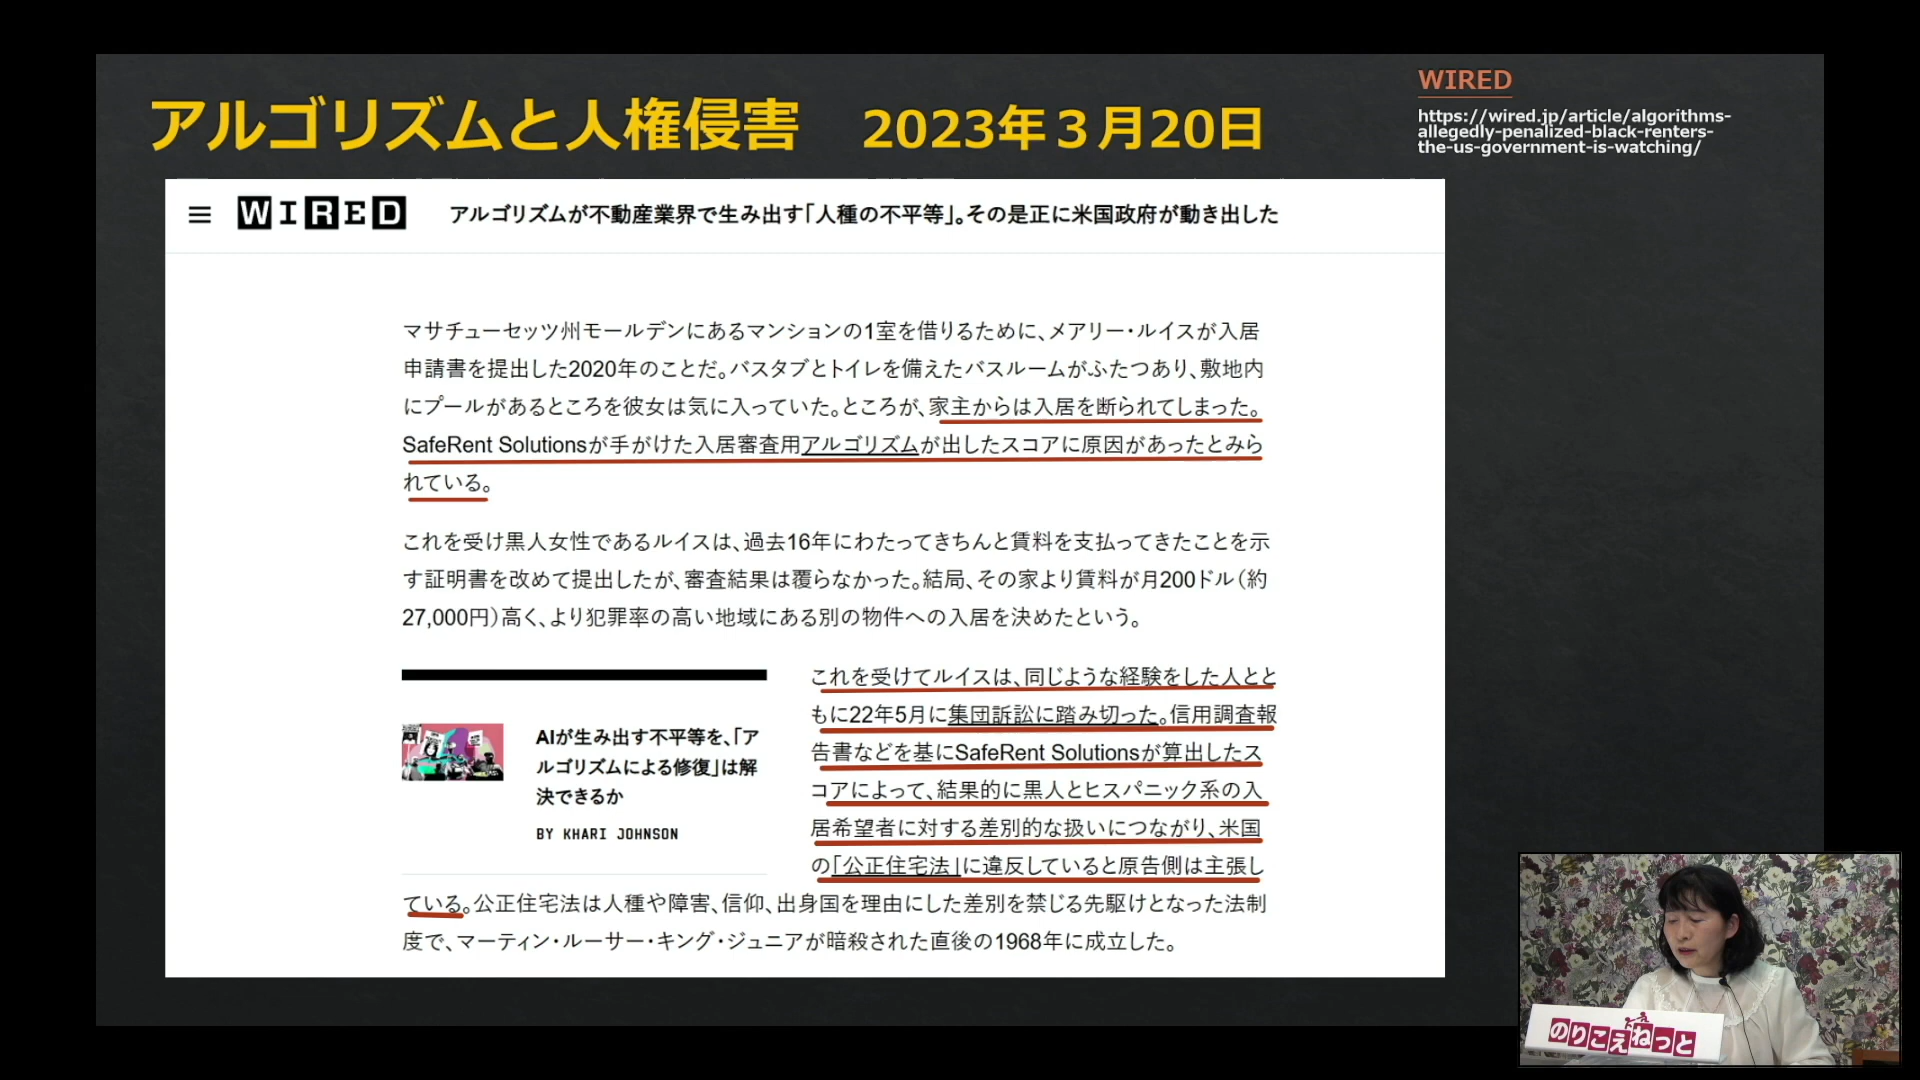 アルゴリズムと人権侵害　2023年３月20日
WIRED
https://wired.jp/article/algorithms-
allegedly-penalized-black-renters-
the-us-government-is-watching/
WIRED
アルゴリズムが不動産業界で生み出す「人種の不平等」。その是正に米国政府が動き出した
マサチューセッツ州モールデンにあるマンションの1室を借りるために、メアリー・ルイスが入居
申請書を提出した2020年のことだ。バスタブとトイレを備えたバスルームがふたつあり、敷地内
にプールがあるところを彼女は気に入っていた。ところが、家主からは入居を断られてしまった。
SafeRent Solutionsが手がけた入居審査用アルゴリズムが出したスコアに原因があったとみら
れている。
これを受け黒人女性であるルイスは、過去16年にわたってきちんと賃料を支払ってきたことを示
す証明書を改めて提出したが、審査結果は覆らなかった。結局、その家より賃料が月200ドル（約
27,000円）高く、より犯罪率の高い地域にある別の物件への入居を決めたという。
AIが生み出す不平等を、「ア
ルゴリズムによる修復」は解
決できるか
BY KHARI JOHNSON
これを受けてルイスは、同じような経験をした人とと
もに22年5月に集団訴訟に踏み切った。信用調査報
告書などを基にSafeRent Solutionsが算出したス
コアによって、結果的に黒人とヒスパニック系の入
居希望者に対する差別的な扱いにつながり、米国
の「公正住宅法」に違反していると原告側は主張し
ている。公正住宅法は人種や障害、信仰、出身国を理由にした差別を禁じる先駆けとなった法制
度で、マーティン・ルーサー・キング・ジュニアが暗殺された直後の1968年に成立した。
のりこえねっと